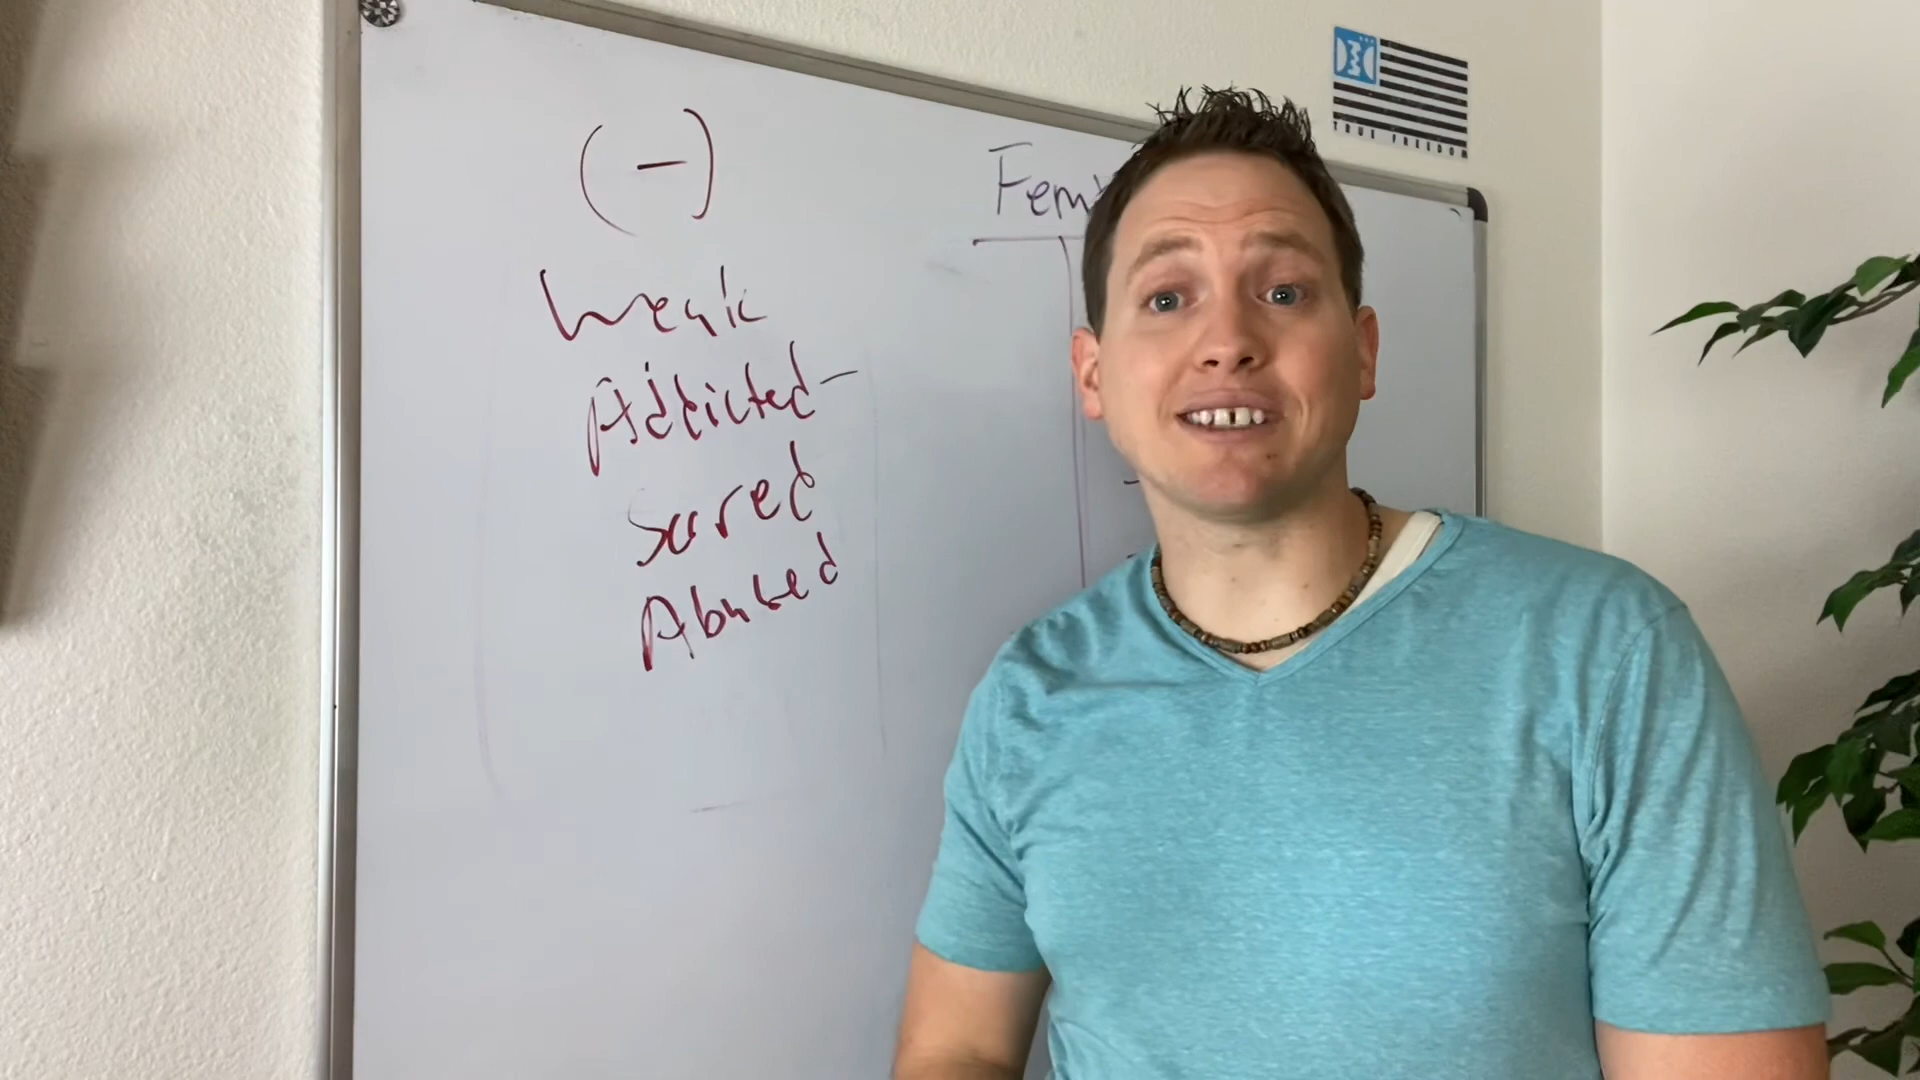 (-)
Weak
Addicted-
Scared
Abused
Fem
TRUE FREEDOM